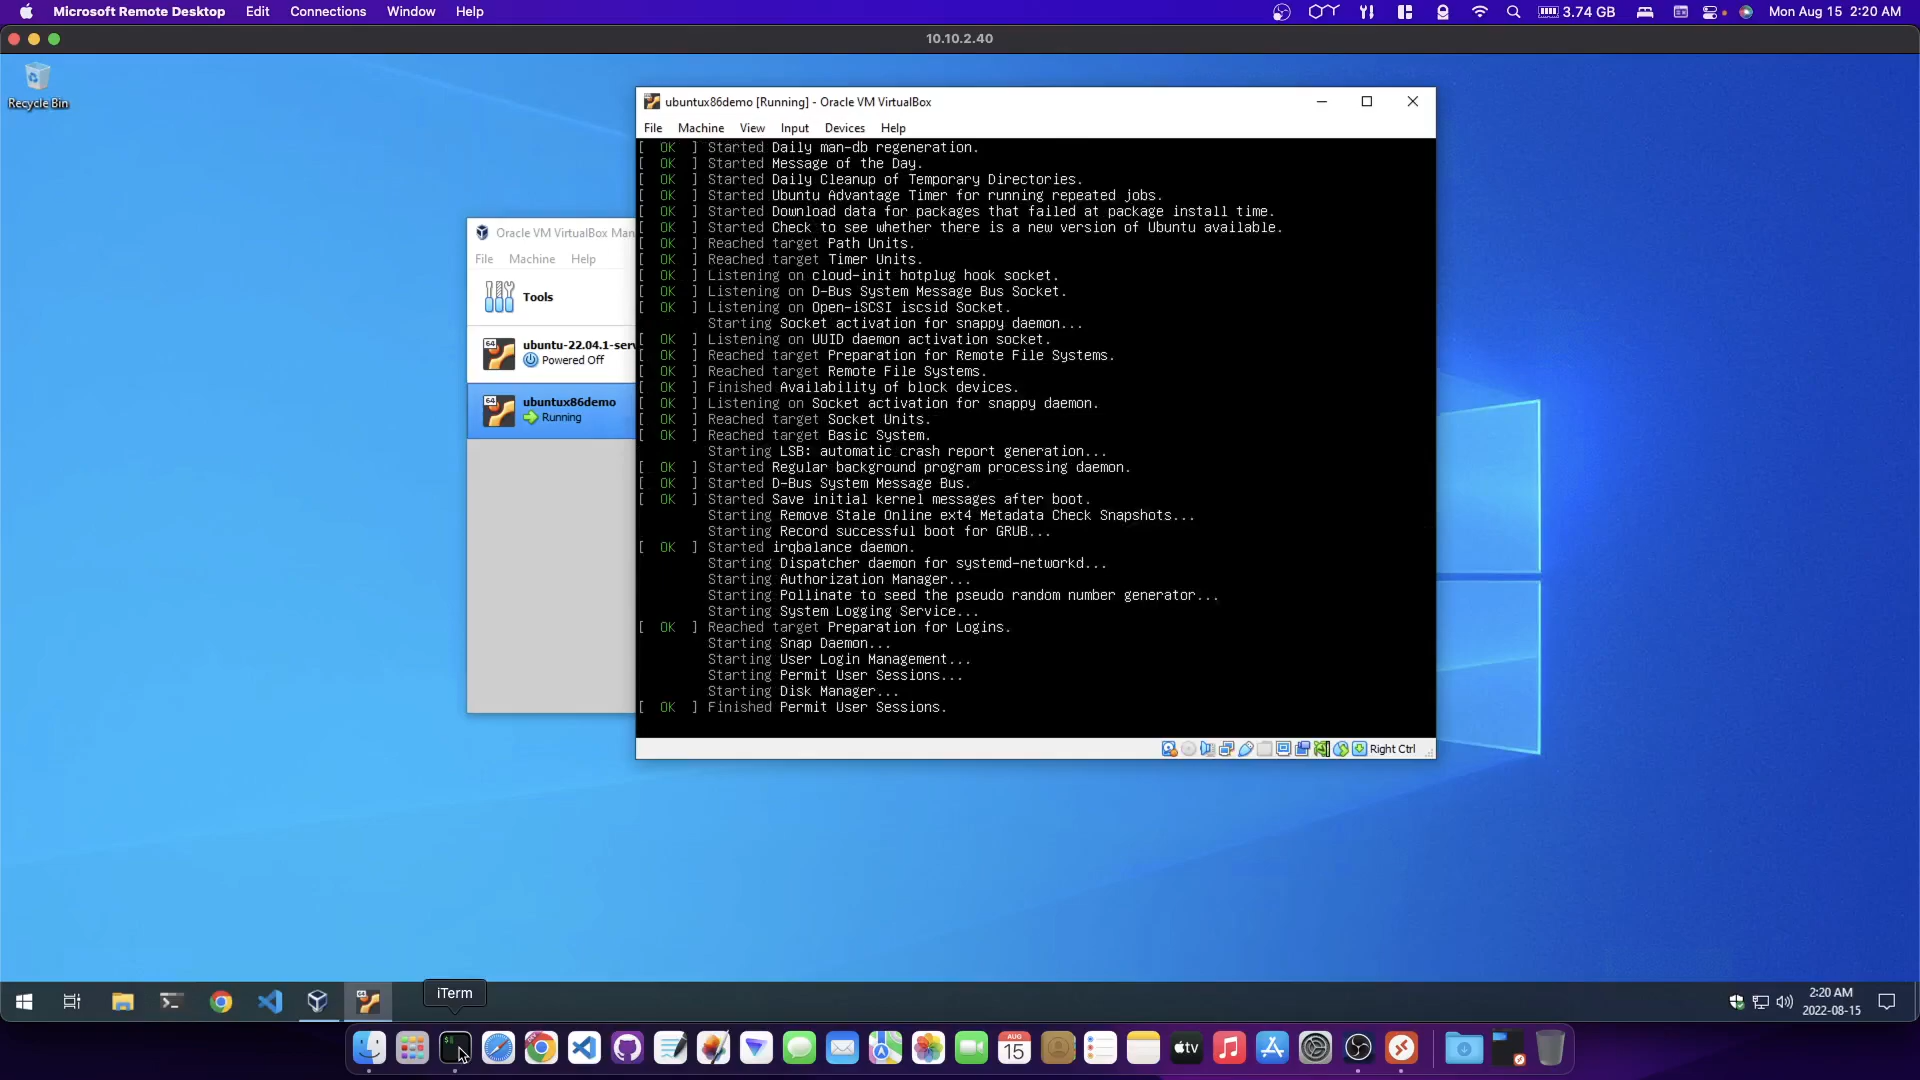 Microsoft Remote Desktop Edit Connections Window Help 3.74 GB Mon Aug 15 2:20 AM
10.10.2.40
Recycle Bin
ubuntux86demo [Running] - Oracle VM VirtualBox
File Machine View Input Devices Help
[ OK ] Started Daily man-db regeneration.
[ OK ] Started Message of the Day.
[ OK ] Started Daily Cleanup of Temporary Directories.
[ OK ] Started Ubuntu Advantage Timer for running repeated jobs.
[ OK ] Started Download data for packages that failed at package install time.
[ OK ] Started Check to see whether there is a new version of Ubuntu available.
[ OK ] Reached target Path Units.
[ OK ] Reached target Timer Units.
[ OK ] Listening on cloud-init hotplug hook socket.
[ OK ] Listening on D-Bus System Message Bus Socket.
[ OK ] Listening on Open-iSCSI iscsid Socket.
Starting Socket activation for snappy daemon...
[ OK ] Listening on UUID daemon activation socket.
[ OK ] Reached target Preparation for Remote File Systems.
[ OK ] Reached target Remote File Systems.
[ OK ] Finished Availability of block devices.
[ OK ] Listening on Socket activation for snappy daemon.
[ OK ] Reached target Socket Units.
[ OK ] Reached target Basic System.
Starting LSB: automatic crash report generation...
[ OK ] Started Regular background program processing daemon.
[ OK ] Started D-Bus System Message Bus.
[ OK ] Started Save initial kernel messages after boot.
Starting Remove Stale Online ext4 Metadata Check Snapshots...
Starting Record successful boot for GRUB...
[ OK ] Started irqbalance daemon.
Starting Dispatcher daemon for systemd-networkd...
Starting Authorization Manager...
Starting Pollinate to seed the pseudo random number generator...
Starting System Logging Service...
[ OK ] Reached target Preparation for Logins.
Starting Snap Daemon...
Starting User Login Management...
Starting Permit User Sessions...
Starting Disk Manager...
[ OK ] Finished Permit User Sessions.
Right Ctrl
Oracle VM VirtualBox Man
File Machine Help
Tools
64
ubuntu-22.04.1-serv
Powered Off
64
ubuntux86demo
Running
iTerm
2:20 AM
2022-08-15
AUG
15
tv